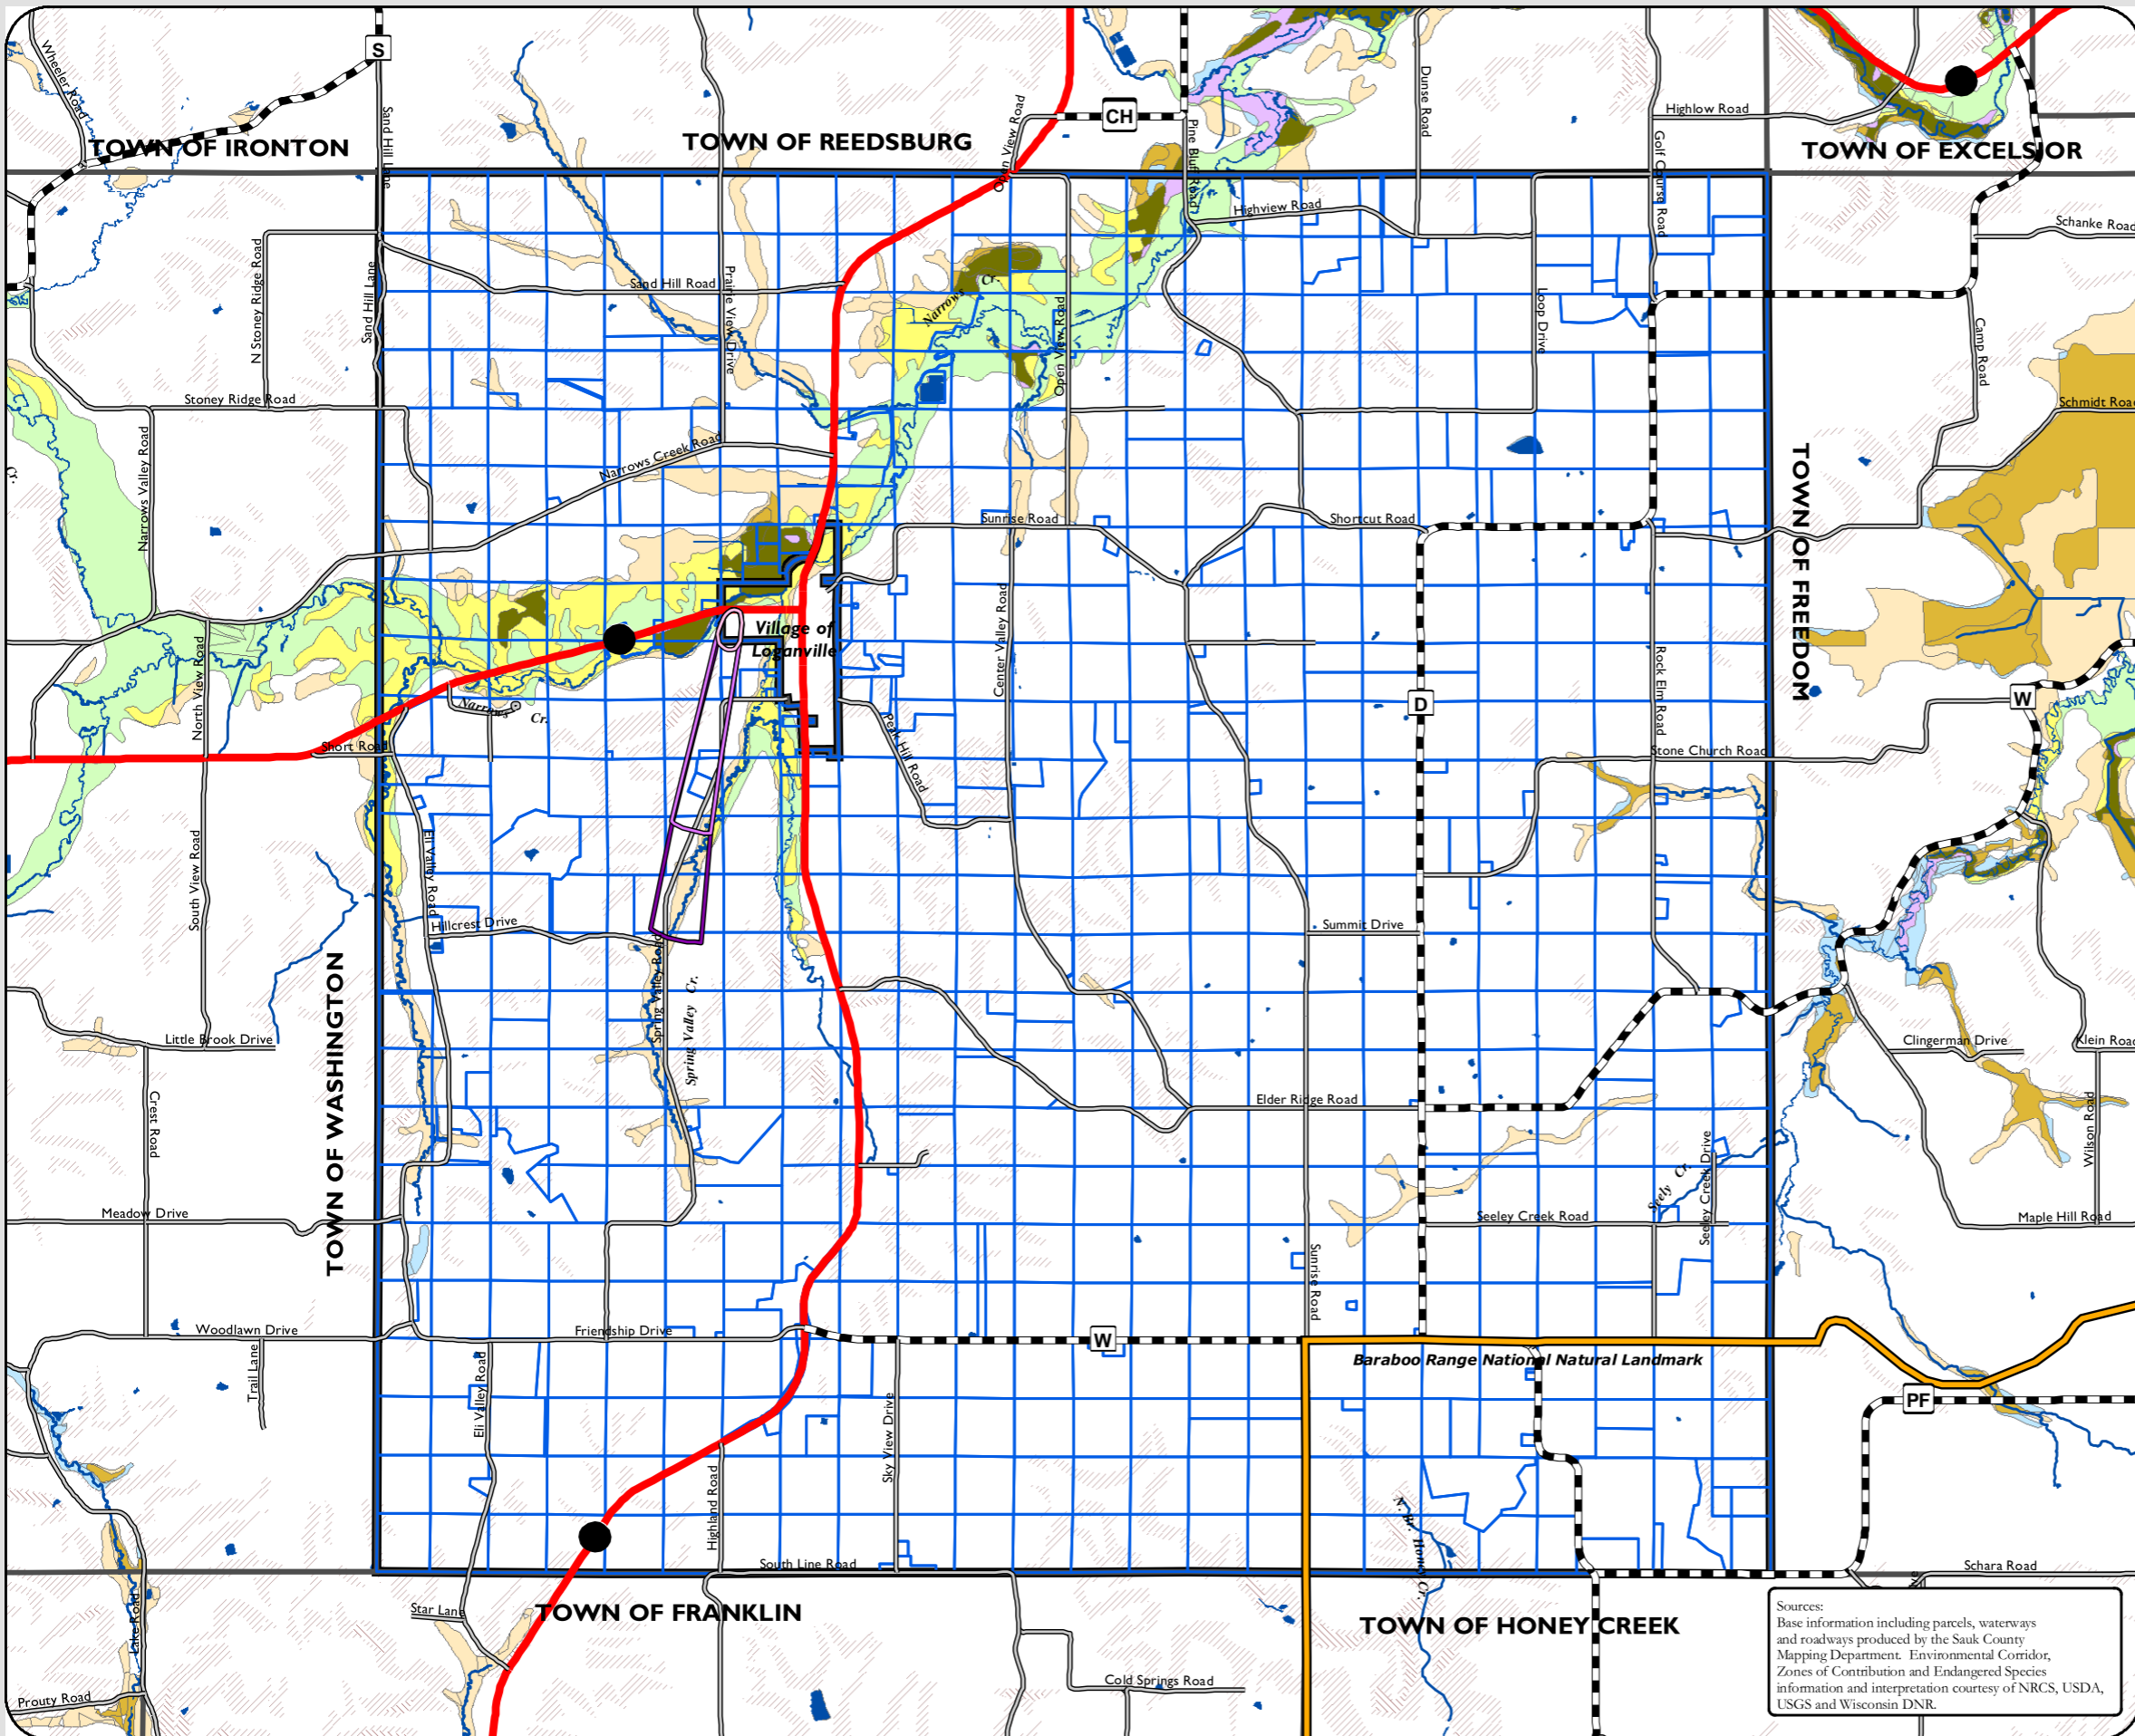 Wheeler Road
S
TOWN OF IRONTON
Sand Hill Lane
TOWN OF REEDSBURG
Open View Road
CH
Pine Bluff Road
Dunse Road
Golf Course Road
Highlow Road
TOWN OF EXCELSIOR
Highview Road
Schanke Road
N Stoney Ridge Road
Sand Hill Lane
Sand Hill Road
Prairie View Drive
Narrows Cr.
Open View Road
Loop Drive
Camp Road
Stoney Ridge Road
Schmidt Road
Narrows Valley Road
Cr.
Narrows Creek Road
Sunrise Road
Shortcut Road
TOWN OF FREEDOM
Village of
Loganville
Center Valley Road
North View Road
Narrows Cr.
Short Road
Peak Hill Road
D
Rock Elm Road
Stone Church Road
W
South View Road
Eli Valley Road
Hillcrest Drive
Summit Drive
TOWN OF WASHINGTON
Spring Valley Road
Spring Valley Cr.
Little Brook Drive
Clingerman Drive
Klein Road
Crest Road
Elder Ridge Road
Wilson Road
Meadow Drive
Seely Cr.
Seeley Creek Drive
Seeley Creek Road
Maple Hill Road
Sunrise Road
Woodlawn Drive
Friendship Drive
W
Baraboo Range National Natural Landmark
Trail Lane
Eli Valley Road
Sky View Drive
PF
Highland Road
N. Br. Honey Cr.
South Line Road
Schara Road
Star Lane
TOWN OF FRANKLIN
TOWN OF HONEY CREEK
Lake Road
Cold Springs Road
Prouty Road
Sources:
Base information including parcels, waterways
and roadways produced by the Sauk County
Mapping Department.  Environmental Corridor,
Zones of Contribution and Endangered Species
information and interpretation courtesy of NRCS, USDA,
USGS and Wisconsin DNR.